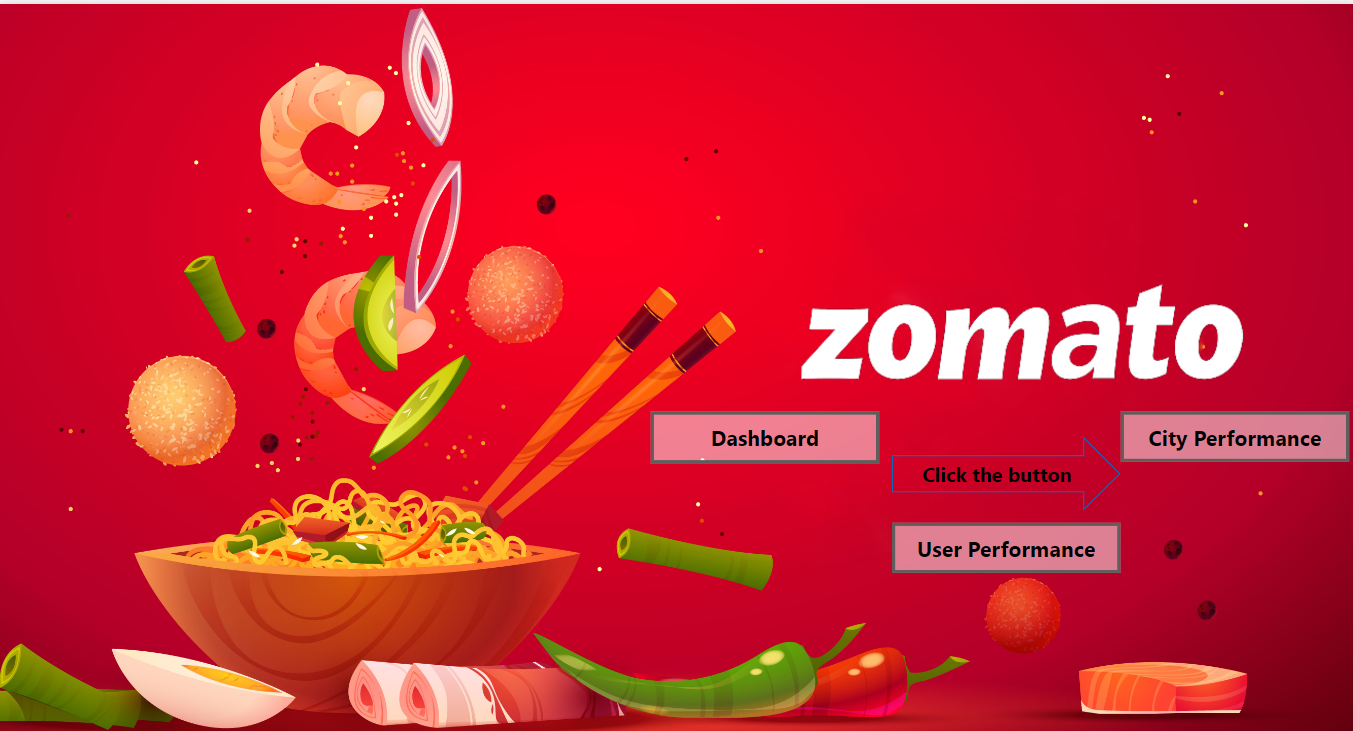 zomato
Dashboard
City Performance
Click the button
User Performance